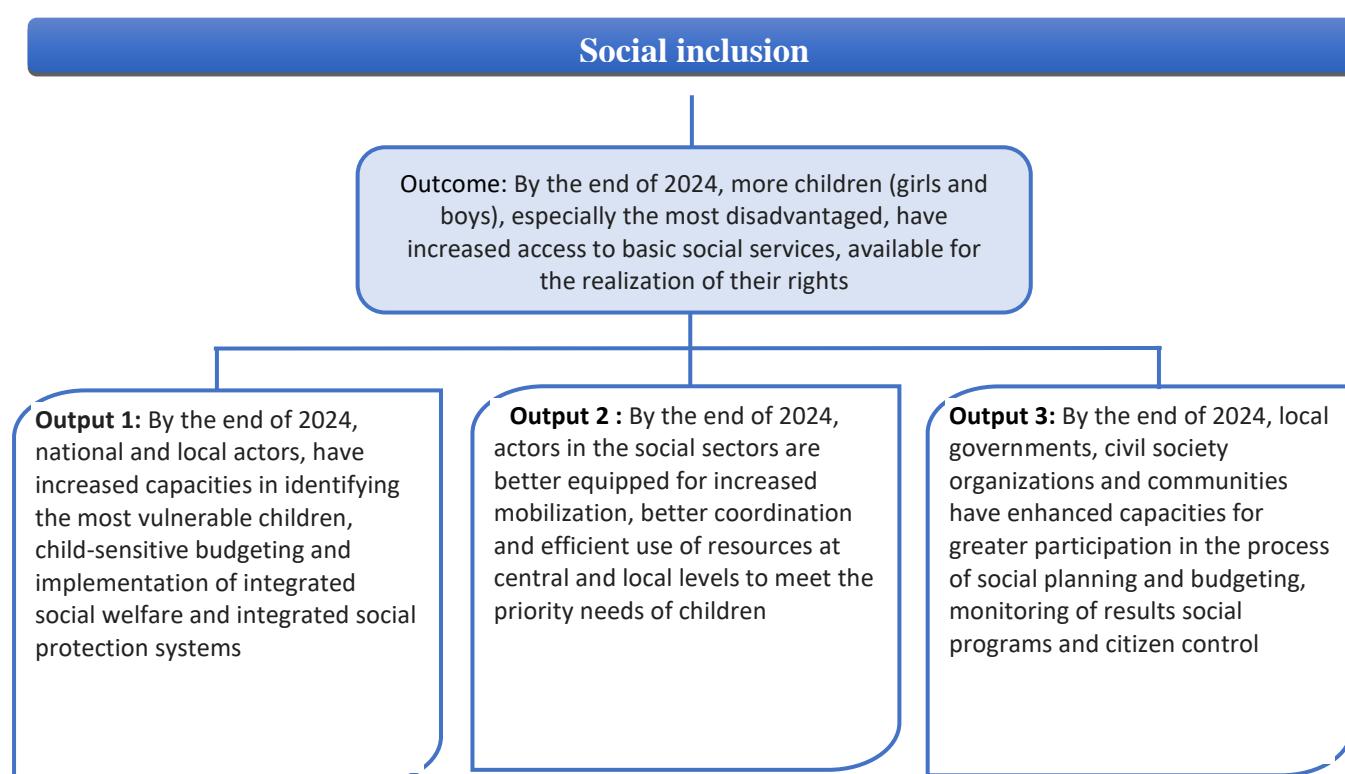 Social inclusion
Outcome: By the end of 2024, more children (girls and
boys), especially the most disadvantaged, have
increased access to basic social services, available for
the realization of their rights
Output 1: By the end of 2024,
national and local actors, have
increased capacities in identifying
the most vulnerable children,
child-sensitive budgeting and
implementation of integrated
social welfare and integrated social
protection systems
Output 2 : By the end of 2024,
actors in the social sectors are
better equipped for increased
mobilization, better coordination
and efficient use of resources at
central and local levels to meet the
priority needs of children
Output 3: By the end of 2024, local
governments, civil society
organizations and communities
have enhanced capacities for
greater participation in the process
of social planning and budgeting,
monitoring of results social
programs and citizen control